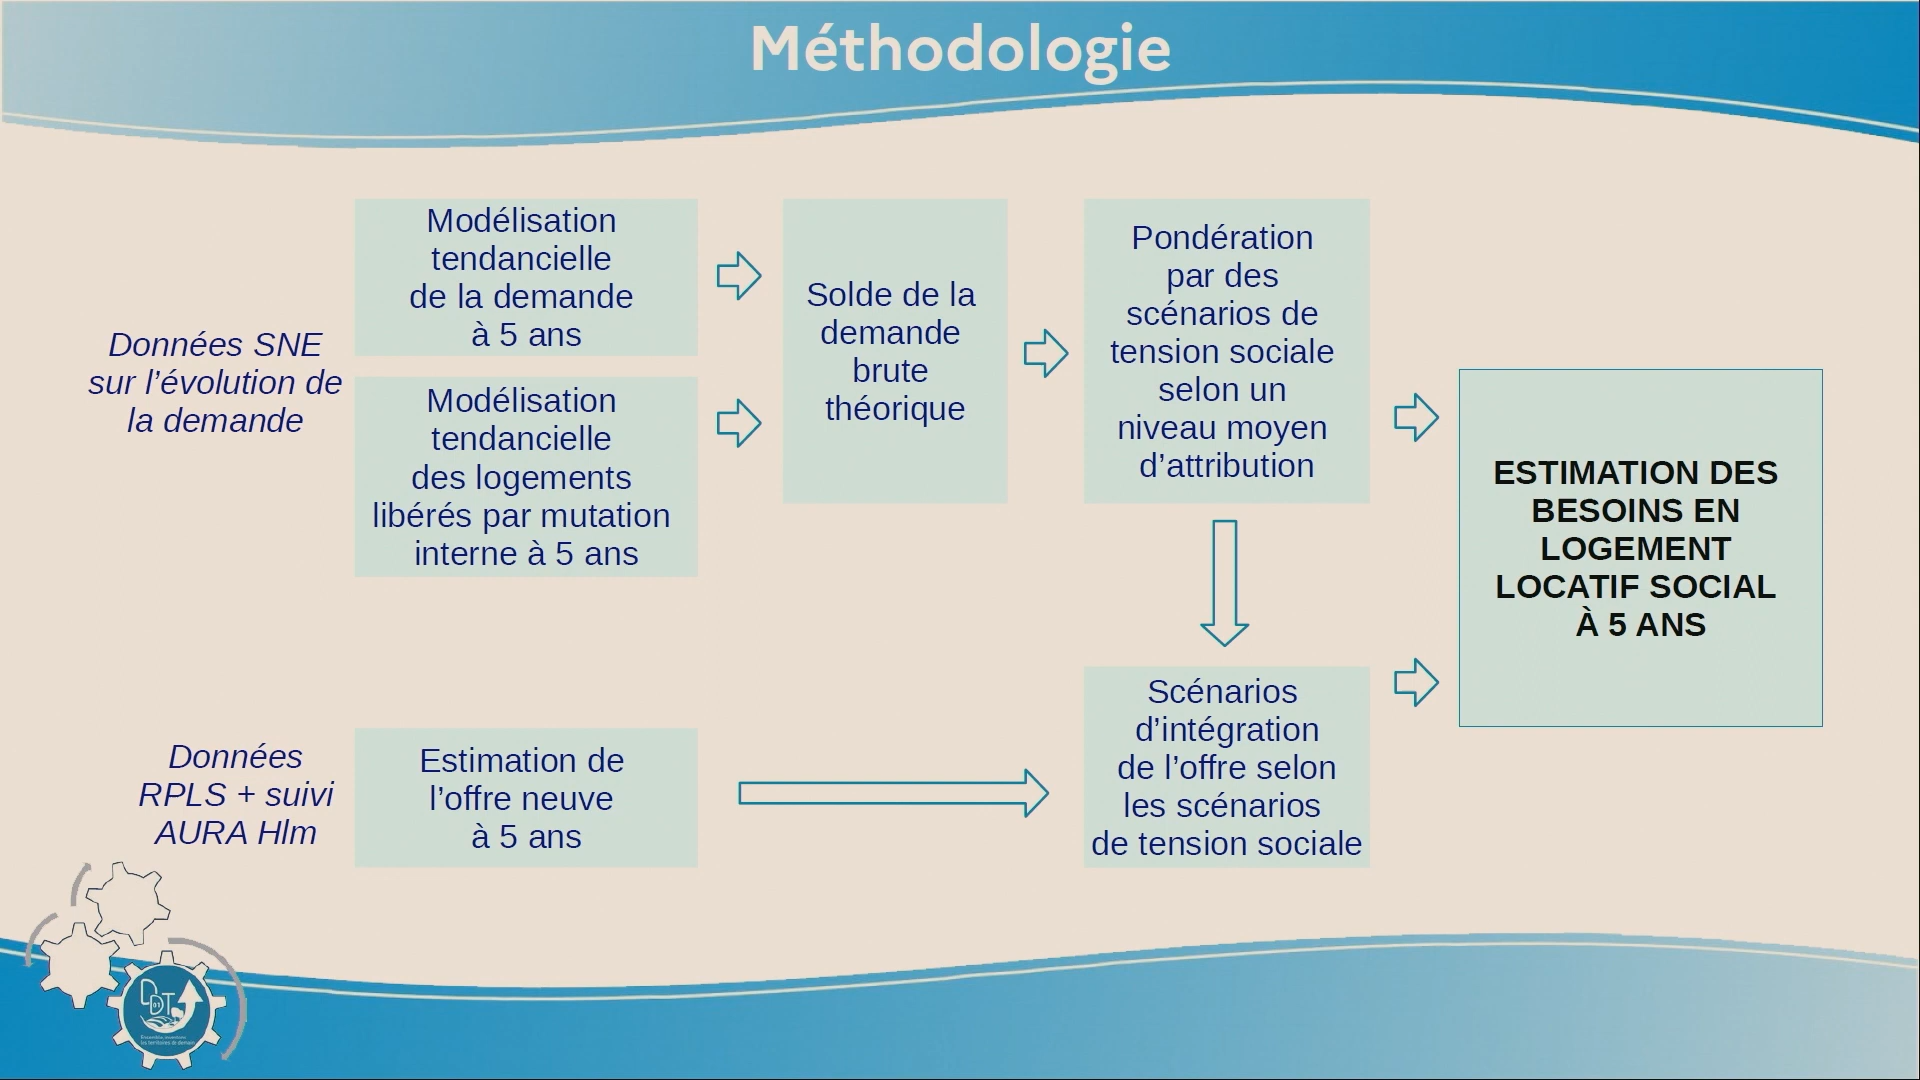 Méthodologie
Données SNE
sur l’évolution de
la demande
Modélisation
tendancielle
de la demande
à 5 ans
Modélisation
tendancielle
des logements
libérés par mutation
interne à 5 ans
Solde de la
demande
brute
théorique
Pondération
par des
scénarios de
tension sociale
selon un
niveau moyen
d’attribution
ESTIMATION DES
BESOINS EN
LOGEMENT
LOCATIF SOCIAL
À 5 ANS
Données
RPLS + suivi
AURA Hlm
Estimation de
l’offre neuve
à 5 ans
Scénarios
d’intégration
de l’offre selon
les scénarios
de tension sociale
DDT